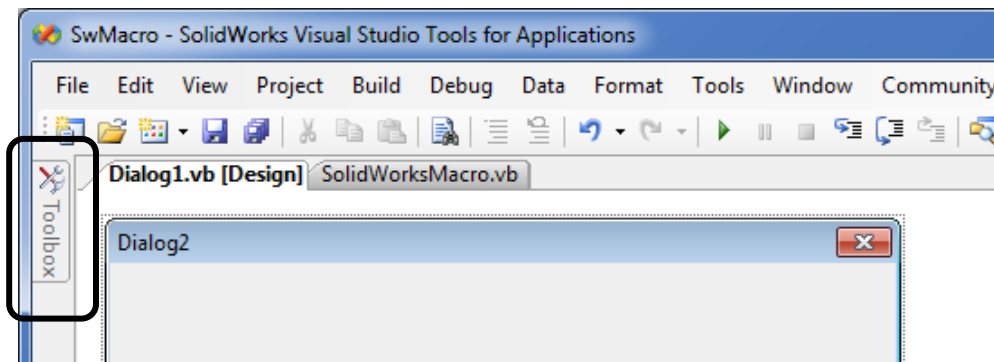 SwMacro - SolidWorks Visual Studio Tools for Applications
File Edit View Project Build Debug Data Format Tools Window Community
Dialog1.vb [Design] SolidWorksMacro.vb
Toolbox
Dialog2